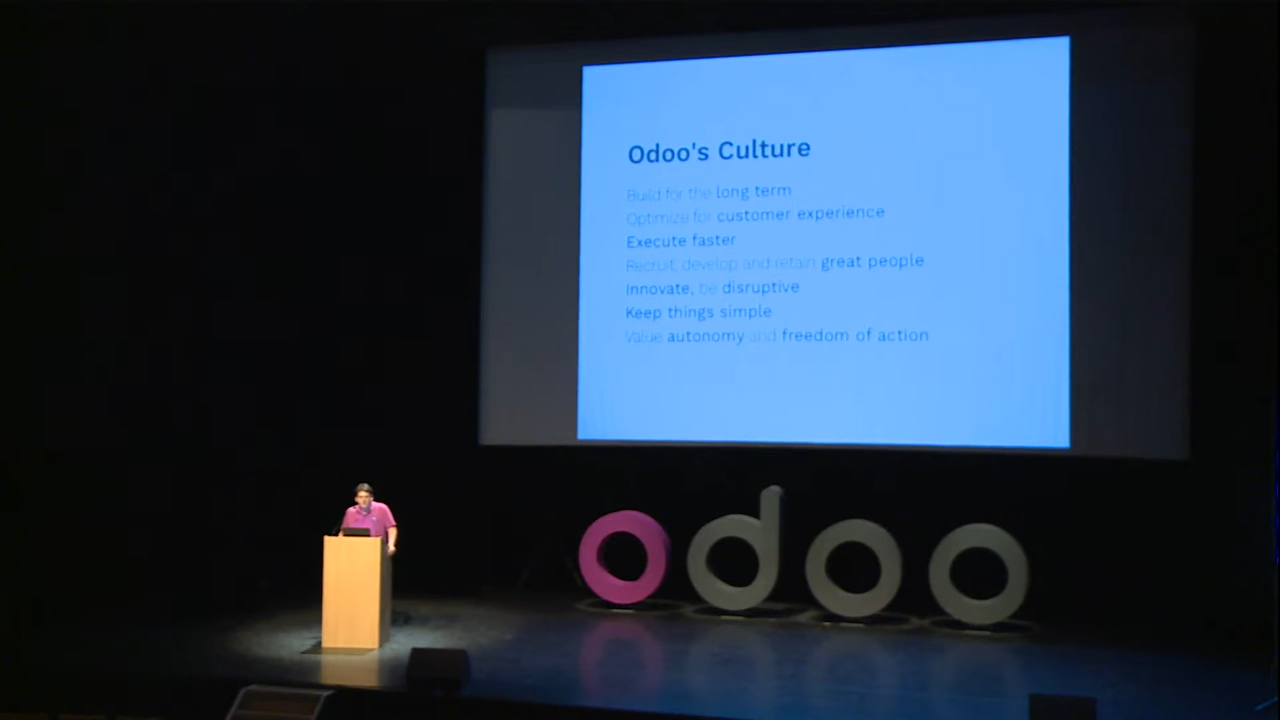 Odoo's Culture
Build for the long term
Optimize for customer experience
Execute faster
Recruit, develop and retain great people
Innovate, be disruptive
Keep things simple
Value autonomy and freedom of action
odoo